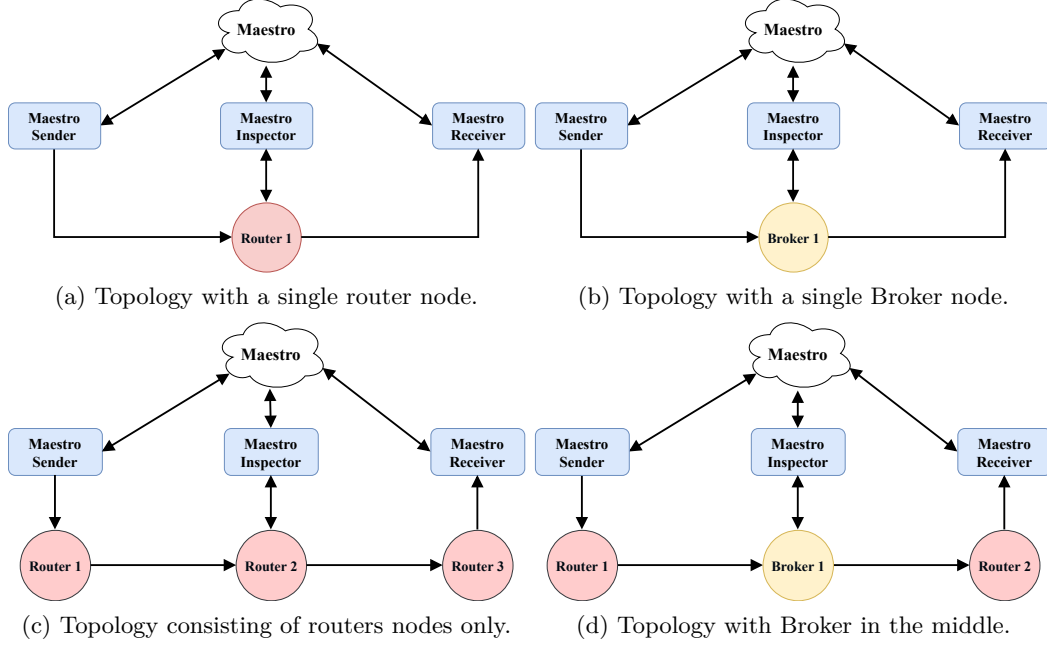 Maestro
Maestro
Sender
Maestro
Inspector
Maestro
Receiver
Router 1
(a) Topology with a single router node.
Maestro
Maestro
Sender
Maestro
Inspector
Maestro
Receiver
Broker 1
(b) Topology with a single Broker node.
Maestro
Maestro
Sender
Maestro
Inspector
Maestro
Receiver
Router 1
Router 2
Router 3
(c) Topology consisting of routers nodes only.
Maestro
Maestro
Sender
Maestro
Inspector
Maestro
Receiver
Router 1
Broker 1
Router 2
(d) Topology with Broker in the middle.